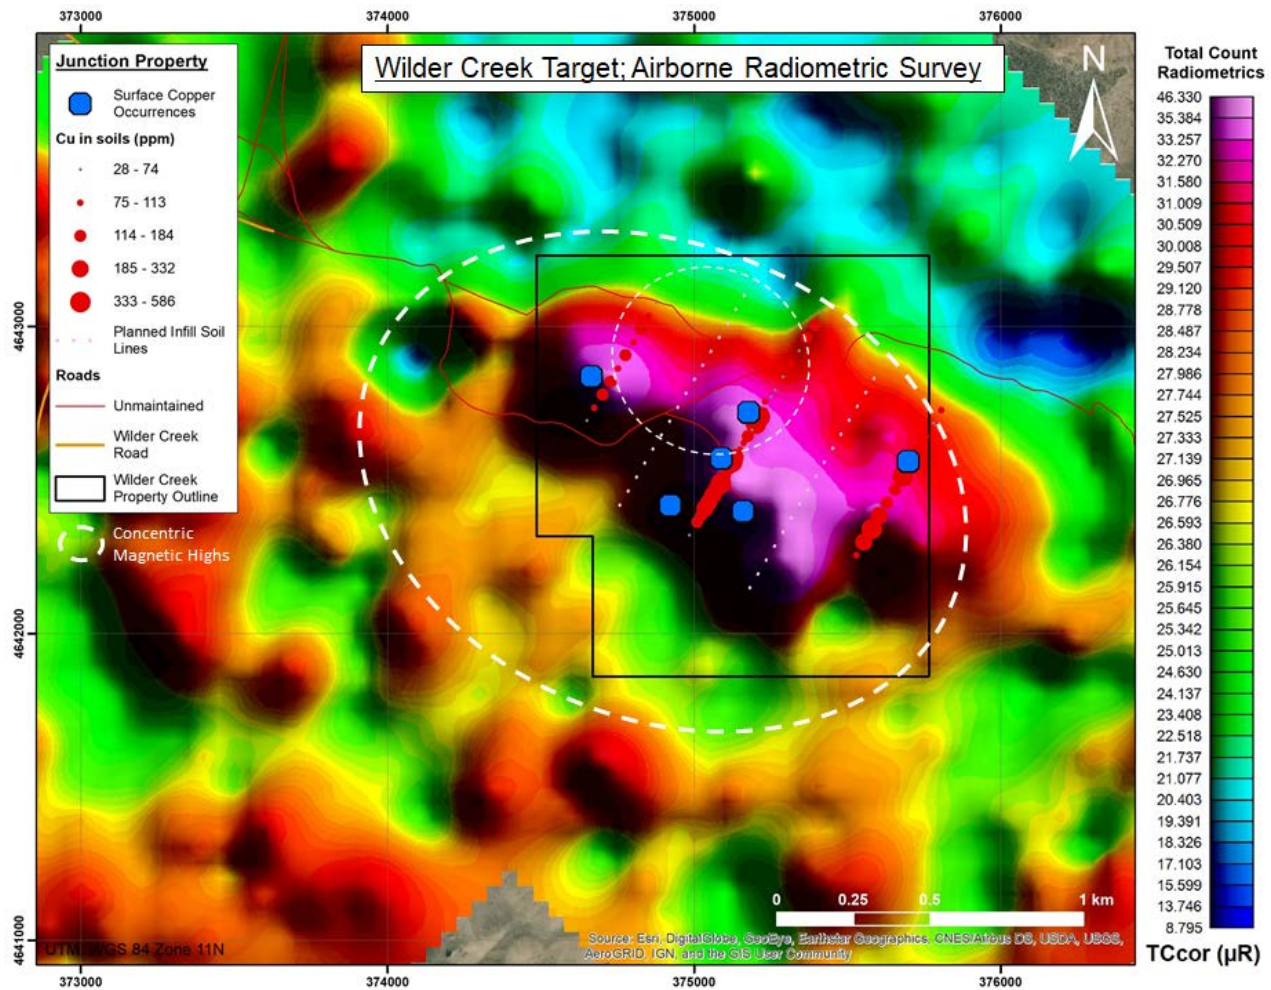 373000 374000 375000 376000
Wilder Creek Target; Airborne Radiometric Survey
N
Junction Property
Surface Copper
Occurrences
Cu in soils (ppm)
28 - 74
75 - 113
114 - 184
185 - 332
333 - 586
Planned Infill Soil
Lines
Roads
Unmaintained
Wilder Creek
Road
Wilder Creek
Property Outline
Concentric
Magnetic Highs
4643000
4642000
4641000
4643000
4642000
4641000
Total Count
Radiometrics
46.330
35.384
33.257
32.270
31.580
31.009
30.509
30.008
29.507
29.120
28.778
28.487
28.234
27.986
27.744
27.525
27.333
27.139
26.965
26.776
26.593
26.380
26.154
25.915
25.645
25.342
25.013
24.630
24.137
23.408
22.518
21.737
21.077
20.403
19.391
18.326
17.103
15.599
13.746
8.795
TCcor (µR)
0 0.25 0.5 1 km
Source: Esri, DigitalGlobe, GeoEye, Earthstar Geographics, CNES/Airbus DS, USDA, USGS,
AeroGRID, IGN, and the GIS User Community
UTM WGS 84 Zone 11N
373000 374000 375000 376000